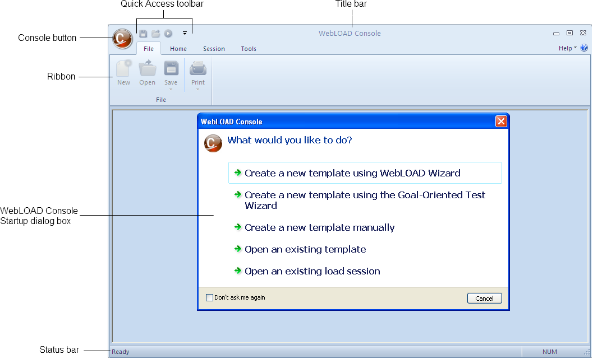 Quick Access toolbar
Title bar
WebLOAD Console
Console button
C
File Home Session Tools
Help
Ribbon
New Open Save Print
File
WebLOAD Console
C
What would you like to do?
Create a new template using WebLOAD Wizard
Create a new template using the Goal-Oriented Test
Wizard
WebLOAD Console
Startup dialog box
Create a new template manually
Open an existing template
Open an existing load session
Don't ask me again
Cancel
Status bar
Ready
NUM